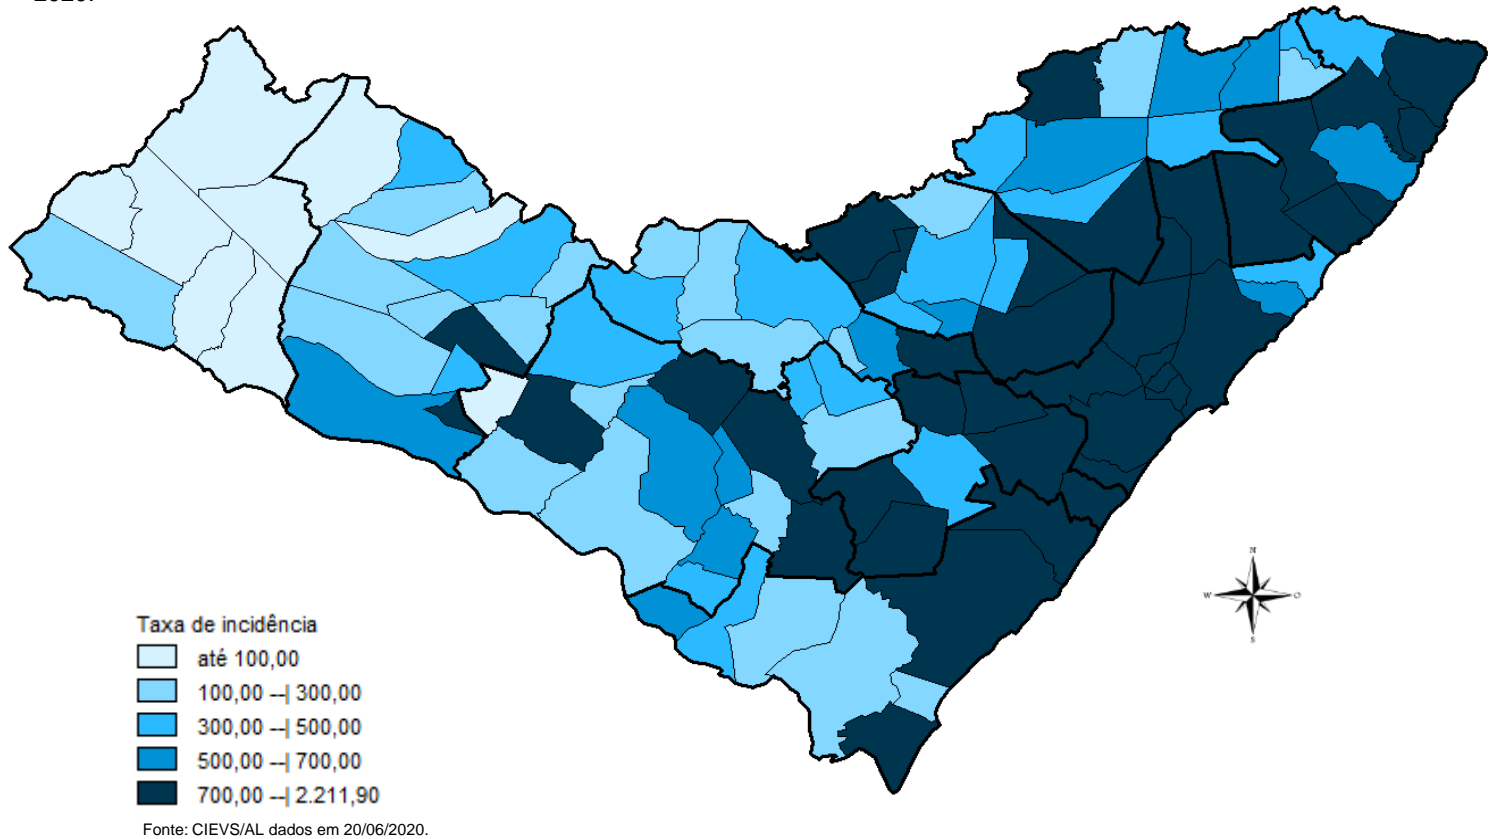 2020.
N
W
O
S
Taxa de incidência
até 100,00
100,00 --| 300,00
300,00 --| 500,00
500,00 --| 700,00
700,00 --| 2.211,90
Fonte: CIEVS/AL dados em 20/06/2020.